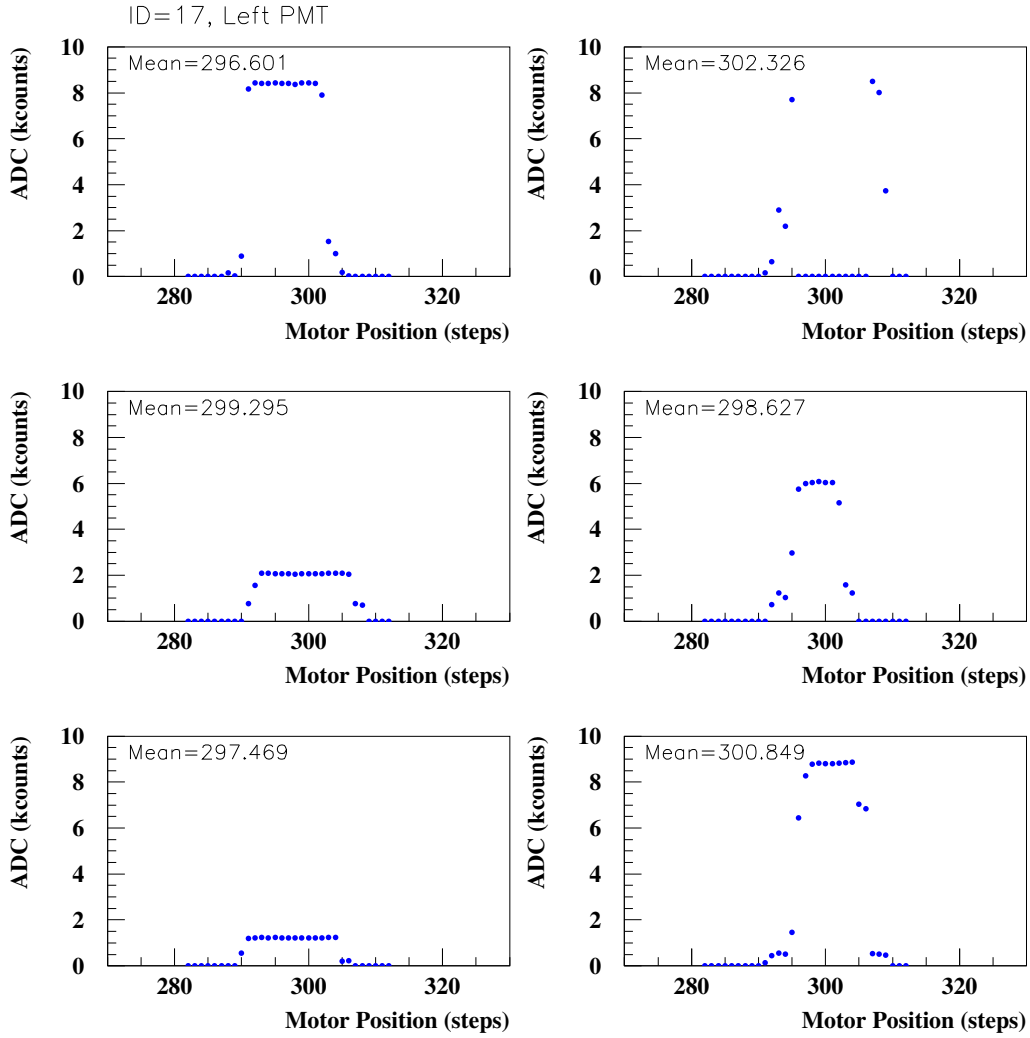 ID=17, Left PMT
ADC (kcounts)
10
8
6
4
2
0
Mean=296.601
280
300
320
Motor Position (steps)
ADC (kcounts)
10
8
6
4
2
0
Mean=302.326
280
300
320
Motor Position (steps)
ADC (kcounts)
10
8
6
4
2
0
Mean=299.295
280
300
320
Motor Position (steps)
ADC (kcounts)
10
8
6
4
2
0
Mean=298.627
280
300
320
Motor Position (steps)
ADC (kcounts)
10
8
6
4
2
0
Mean=297.469
280
300
320
Motor Position (steps)
ADC (kcounts)
10
8
6
4
2
0
Mean=300.849
280
300
320
Motor Position (steps)